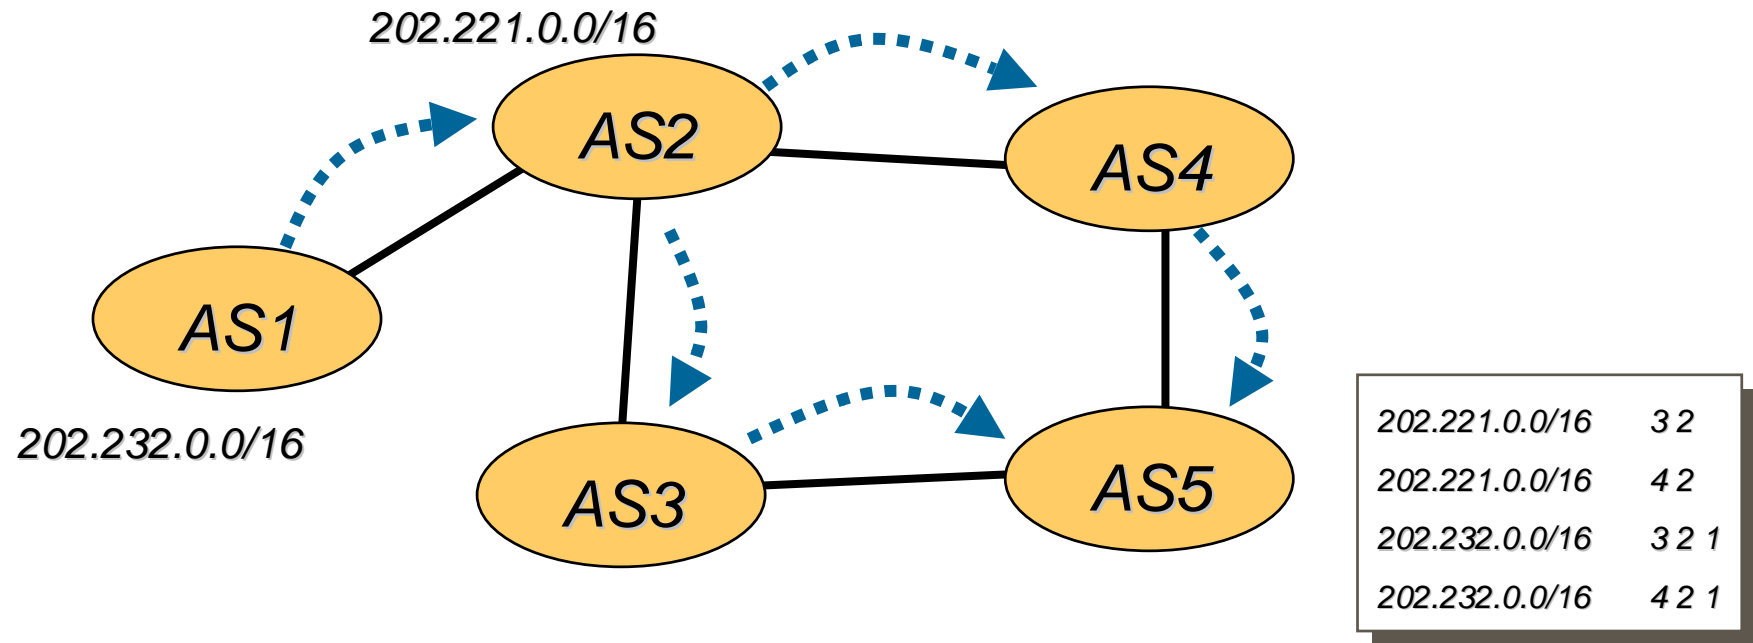 202.221.0.0/16
AS2
AS4
AS1
202.232.0.0/16
AS3
AS5
202.221.0.0/16 3 2
202.221.0.0/16 4 2
202.232.0.0/16 3 2 1
202.232.0.0/16 4 2 1